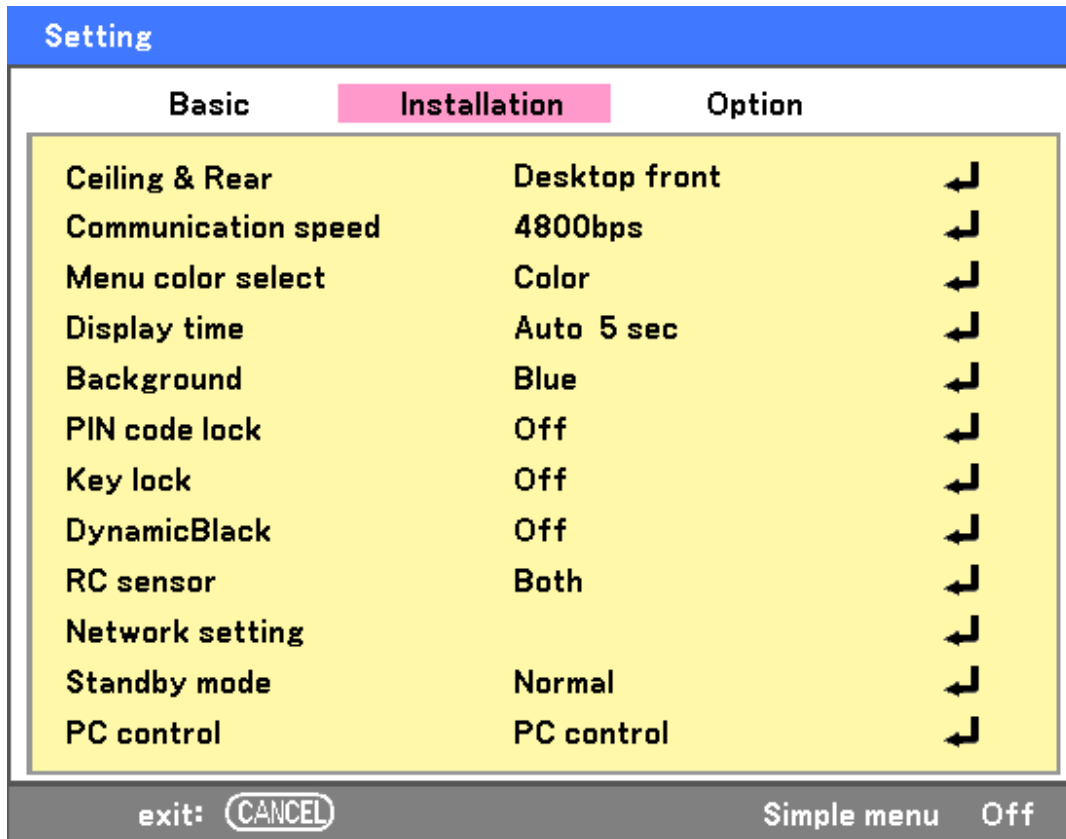 Setting
Basic Installation Option
Ceiling & Rear Desktop front
Communication speed 4800bps
Menu color select Color
Display time Auto 5 sec
Background Blue
PIN code lock Off
Key lock Off
DynamicBlack Off
RC sensor Both
Network setting
Standby mode Normal
PC control PC control
exit: CANCEL Simple menu Off